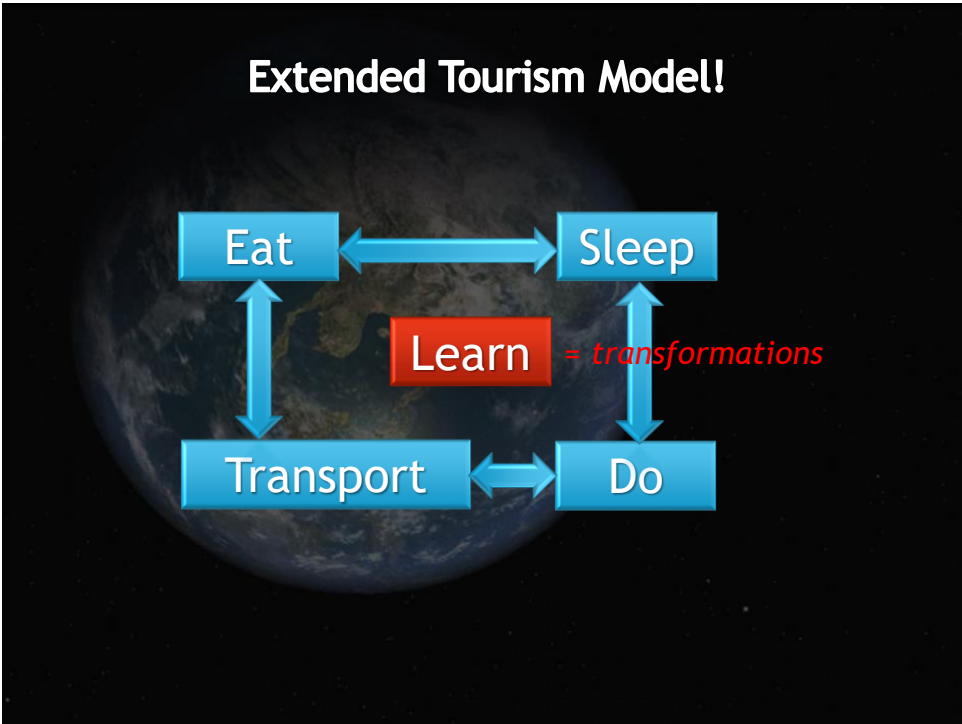 Extended Tourism Model!
Eat
Sleep
Learn
= transformations
Transport
Do